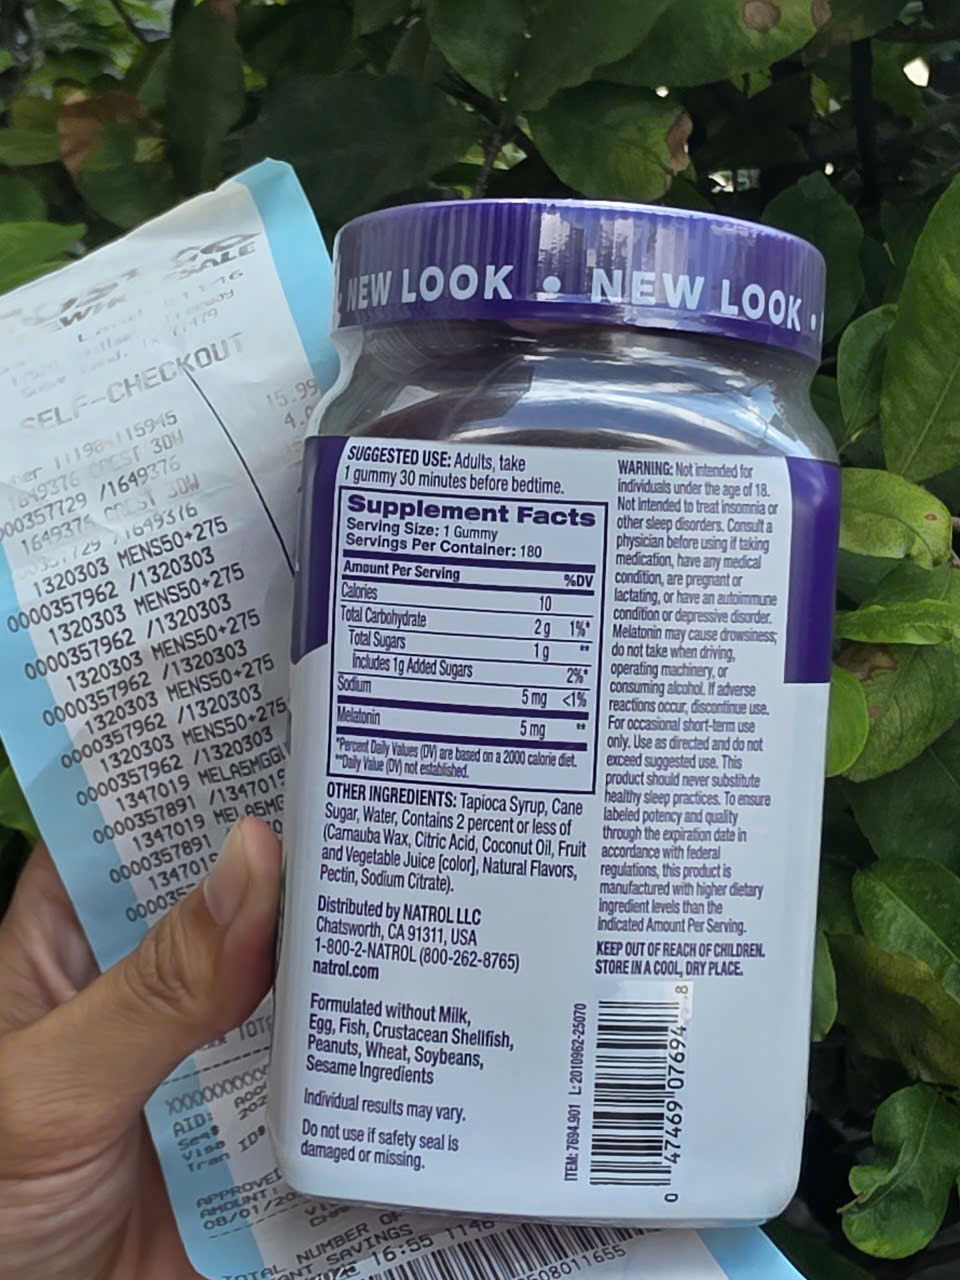 NEW LOOK • NEW LOOK •
SELF-CHECKOUT
15.99
1649376
30W
0000357729 /1649376
1649376 CREST 3DW
/1649376
1320303 MENS50+275
0000357962 /1320303
1320303 MENS50+275
0000357962 /1320303
1320303 MENS50+275
0000357962 /1320303
1320303 MENS50+275
0000357962 /1320303
1320303 MENS50+275
0000357962 /1320303
1347019 MELA5MGGU
0000357891 /1347019
1347019 MELA5MG
0000357891
134701
AID:
Seq#
Visa
Tran ID#
APPROVED
AMOUNT:
08/01/20
TOTAL NUMBER OF
16:55
SUGGESTED USE: Adults, take
1 gummy 30 minutes before bedtime.
Supplement Facts
Serving Size: 1 Gummy
Servings Per Container: 180
Amount Per Serving %DV
Calories 10
Total Carbohydrate 2 g 1%*
Total Sugars 1 g **
Includes 1g Added Sugars 2%*
Sodium 5 mg <1%
Melatonin 5 mg **
*Percent Daily Values (DV) are based on a 2000 calorie diet.
**Daily Value (DV) not established.
OTHER INGREDIENTS: Tapioca Syrup, Cane
Sugar, Water, Contains 2 percent or less of
(Carnauba Wax, Citric Acid, Coconut Oil, Fruit
and Vegetable Juice [color], Natural Flavors,
Pectin, Sodium Citrate).
Distributed by NATROL LLC
Chatsworth, CA 91311, USA
1-800-2-NATROL (800-262-8765)
natrol.com
Formulated without Milk,
Egg, Fish, Crustacean Shellfish,
Peanuts, Wheat, Soybeans,
Sesame Ingredients
Individual results may vary.
Do not use if safety seal is
damaged or missing.
WARNING: Not intended for
individuals under the age of 18.
Not intended to treat insomnia or
other sleep disorders. Consult a
physician before using if taking
medication, have any medical
condition, are pregnant or
lactating, or have an autoimmune
condition or depressive disorder.
Melatonin may cause drowsiness;
do not take when driving,
operating machinery, or
consuming alcohol. If adverse
reactions occur, discontinue use.
For occasional short-term use
only. Use as directed and do not
exceed suggested use. This
product should never substitute
healthy sleep practices. To ensure
labeled potency and quality
through the expiration date in
accordance with federal
regulations, this product is
manufactured with higher dietary
ingredient levels than the
Indicated Amount Per Serving.
KEEP OUT OF REACH OF CHILDREN.
STORE IN A COOL, DRY PLACE.
ITEM: 7694.901 L: 2010962-25070
0 47469 07694 8